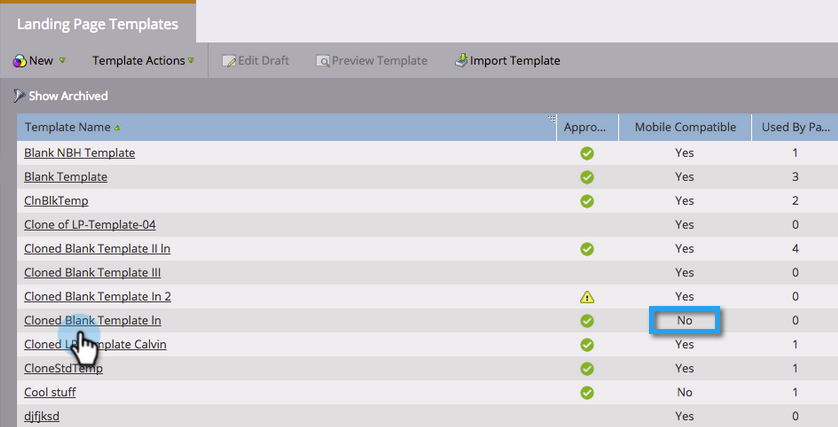 Landing Page Templates
New Template Actions Edit Draft Preview Template Import Template
Show Archived
Template Name Appro... Mobile Compatible Used By Pa...
Blank NBH Template Yes 1
Blank Template Yes 3
ClnBlkTemp Yes 2
Clone of LP-Template-04 Yes 0
Cloned Blank Template II In Yes 4
Cloned Blank Template III Yes 0
Cloned Blank Template In 2 Yes 0
Cloned Blank Template In No 0
Cloned Template Calvin Yes 1
CloneStdTemp Yes 1
Cool stuff No 1
djfjksd Yes 0